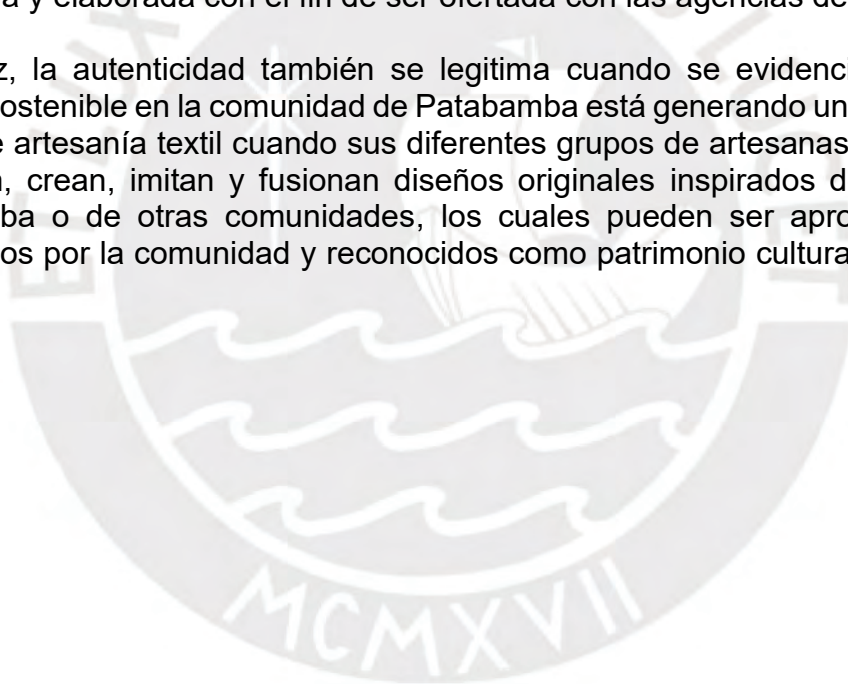 y elaborada con el fin de ser ofertada con las agencias de
la autenticidad también se legitima cuando se
ostenible en la comunidad de Patabamba está generando un
artesanía textil cuando sus diferentes grupos de artesanas
crean, imitan y fusionan diseños originales inspirados
ba o de otras comunidades, los cuales pueden ser
os por la comunidad y reconocidos como patrimonio
ET LUX
LUCET
MCMXVII